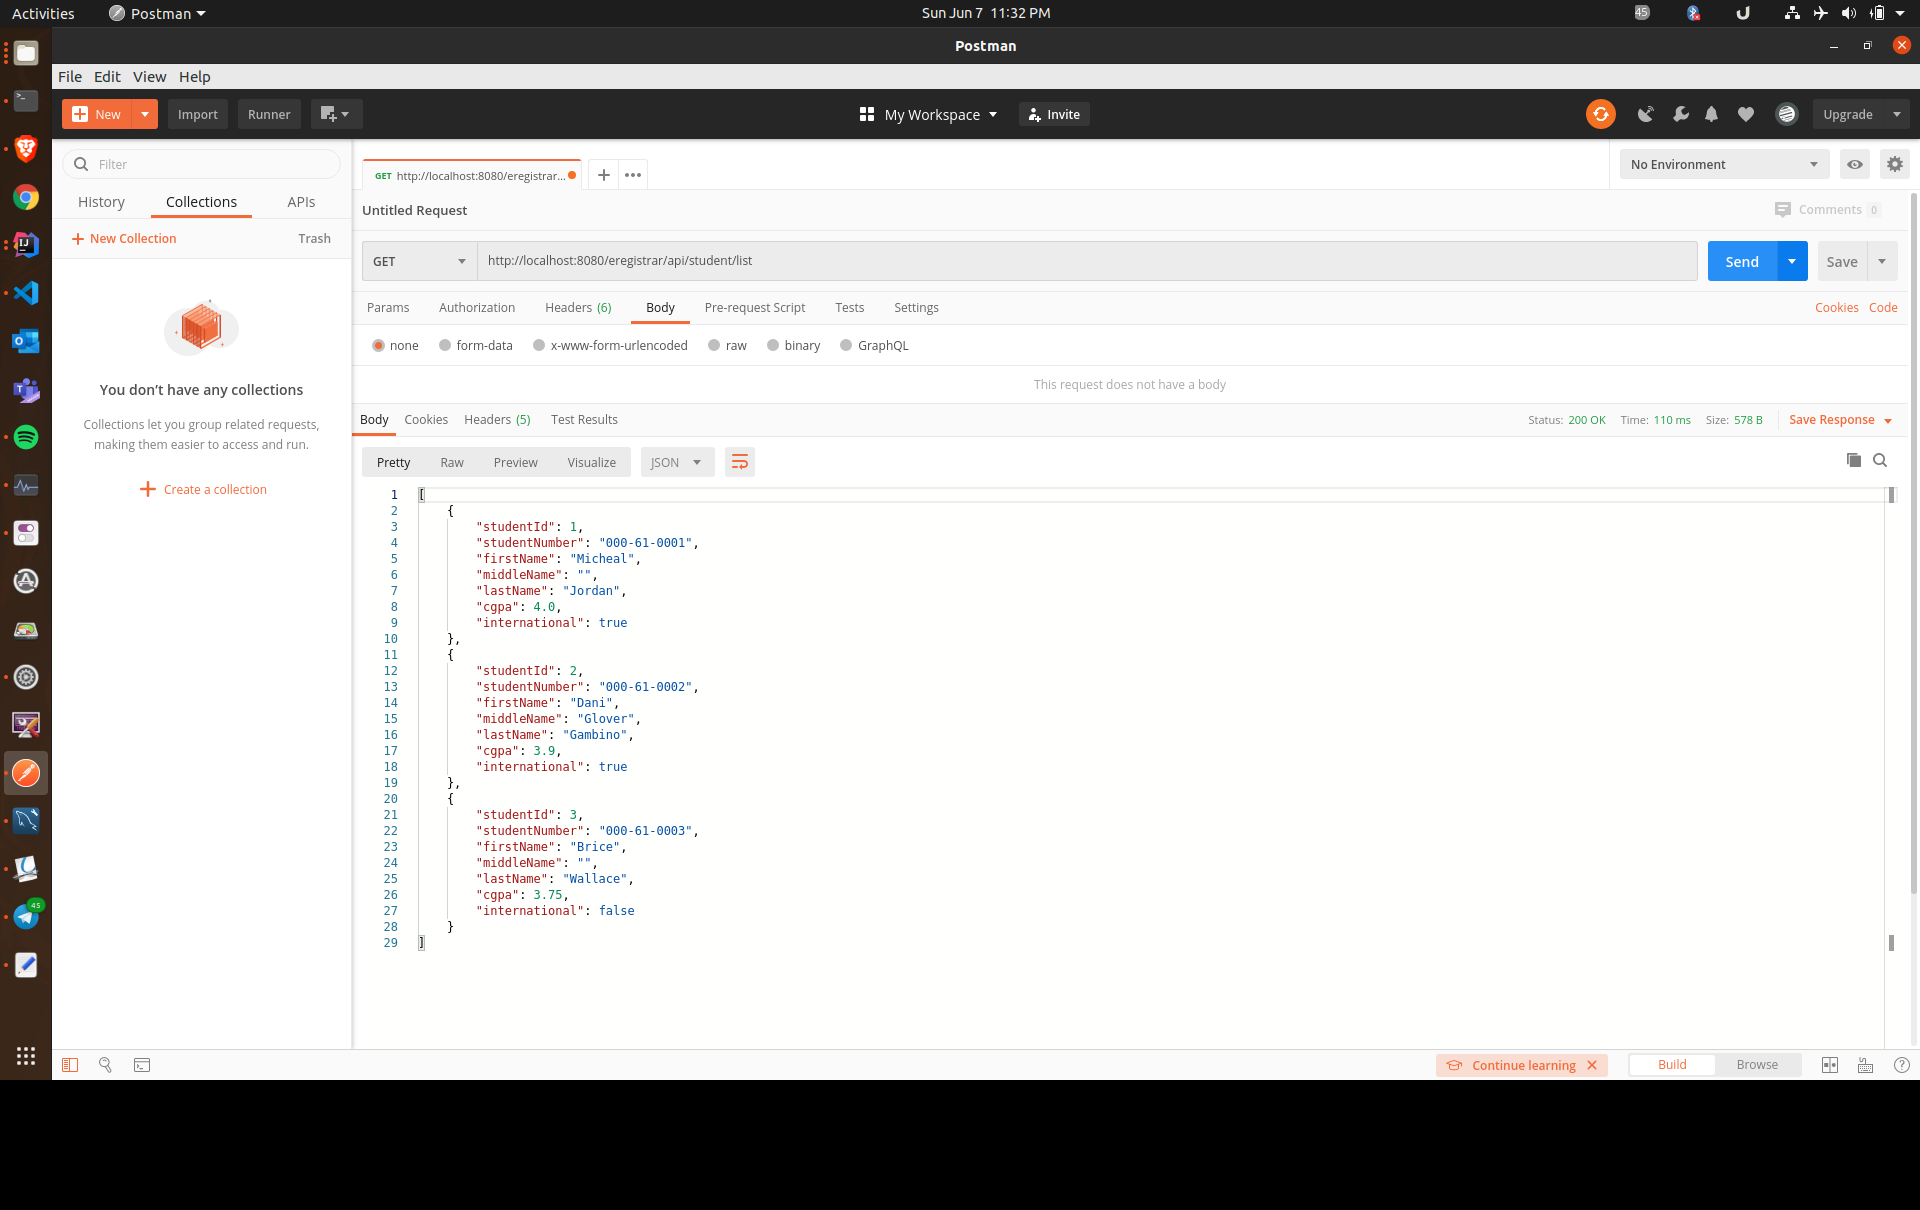 Activities
Postman
Sun Jun 7 11:32 PM
45
Postman
File Edit View Help
New
Import
Runner
My Workspace
Invite
Upgrade
Filter
History
Collections
APIs
New Collection
Trash
You don’t have any collections
Collections let you group related requests,
making them easier to access and run.
Create a collection
GET http://localhost:8080/eregistrar...
No Environment
Untitled Request
Comments 0
GET
http://localhost:8080/eregistrar/api/student/list
Send
Save
Params
Authorization
Headers (6)
Body
Pre-request Script
Tests
Settings
Cookies
Code
none
form-data
x-www-form-urlencoded
raw
binary
GraphQL
This request does not have a body
Body
Cookies
Headers (5)
Test Results
Status: 200 OK
Time: 110 ms
Size: 578 B
Save Response
Pretty
Raw
Preview
Visualize
JSON
1 [
2 {
3 "studentId": 1,
4 "studentNumber": "000-61-0001",
5 "firstName": "Micheal",
6 "middleName": "",
7 "lastName": "Jordan",
8 "cgpa": 4.0,
9 "international": true
10 },
11 {
12 "studentId": 2,
13 "studentNumber": "000-61-0002",
14 "firstName": "Dani",
15 "middleName": "Glover",
16 "lastName": "Gambino",
17 "cgpa": 3.9,
18 "international": true
19 },
20 {
21 "studentId": 3,
22 "studentNumber": "000-61-0003",
23 "firstName": "Brice",
24 "middleName": "",
25 "lastName": "Wallace",
26 "cgpa": 3.75,
27 "international": false
28 }
29 ]
45
Continue learning
Build
Browse